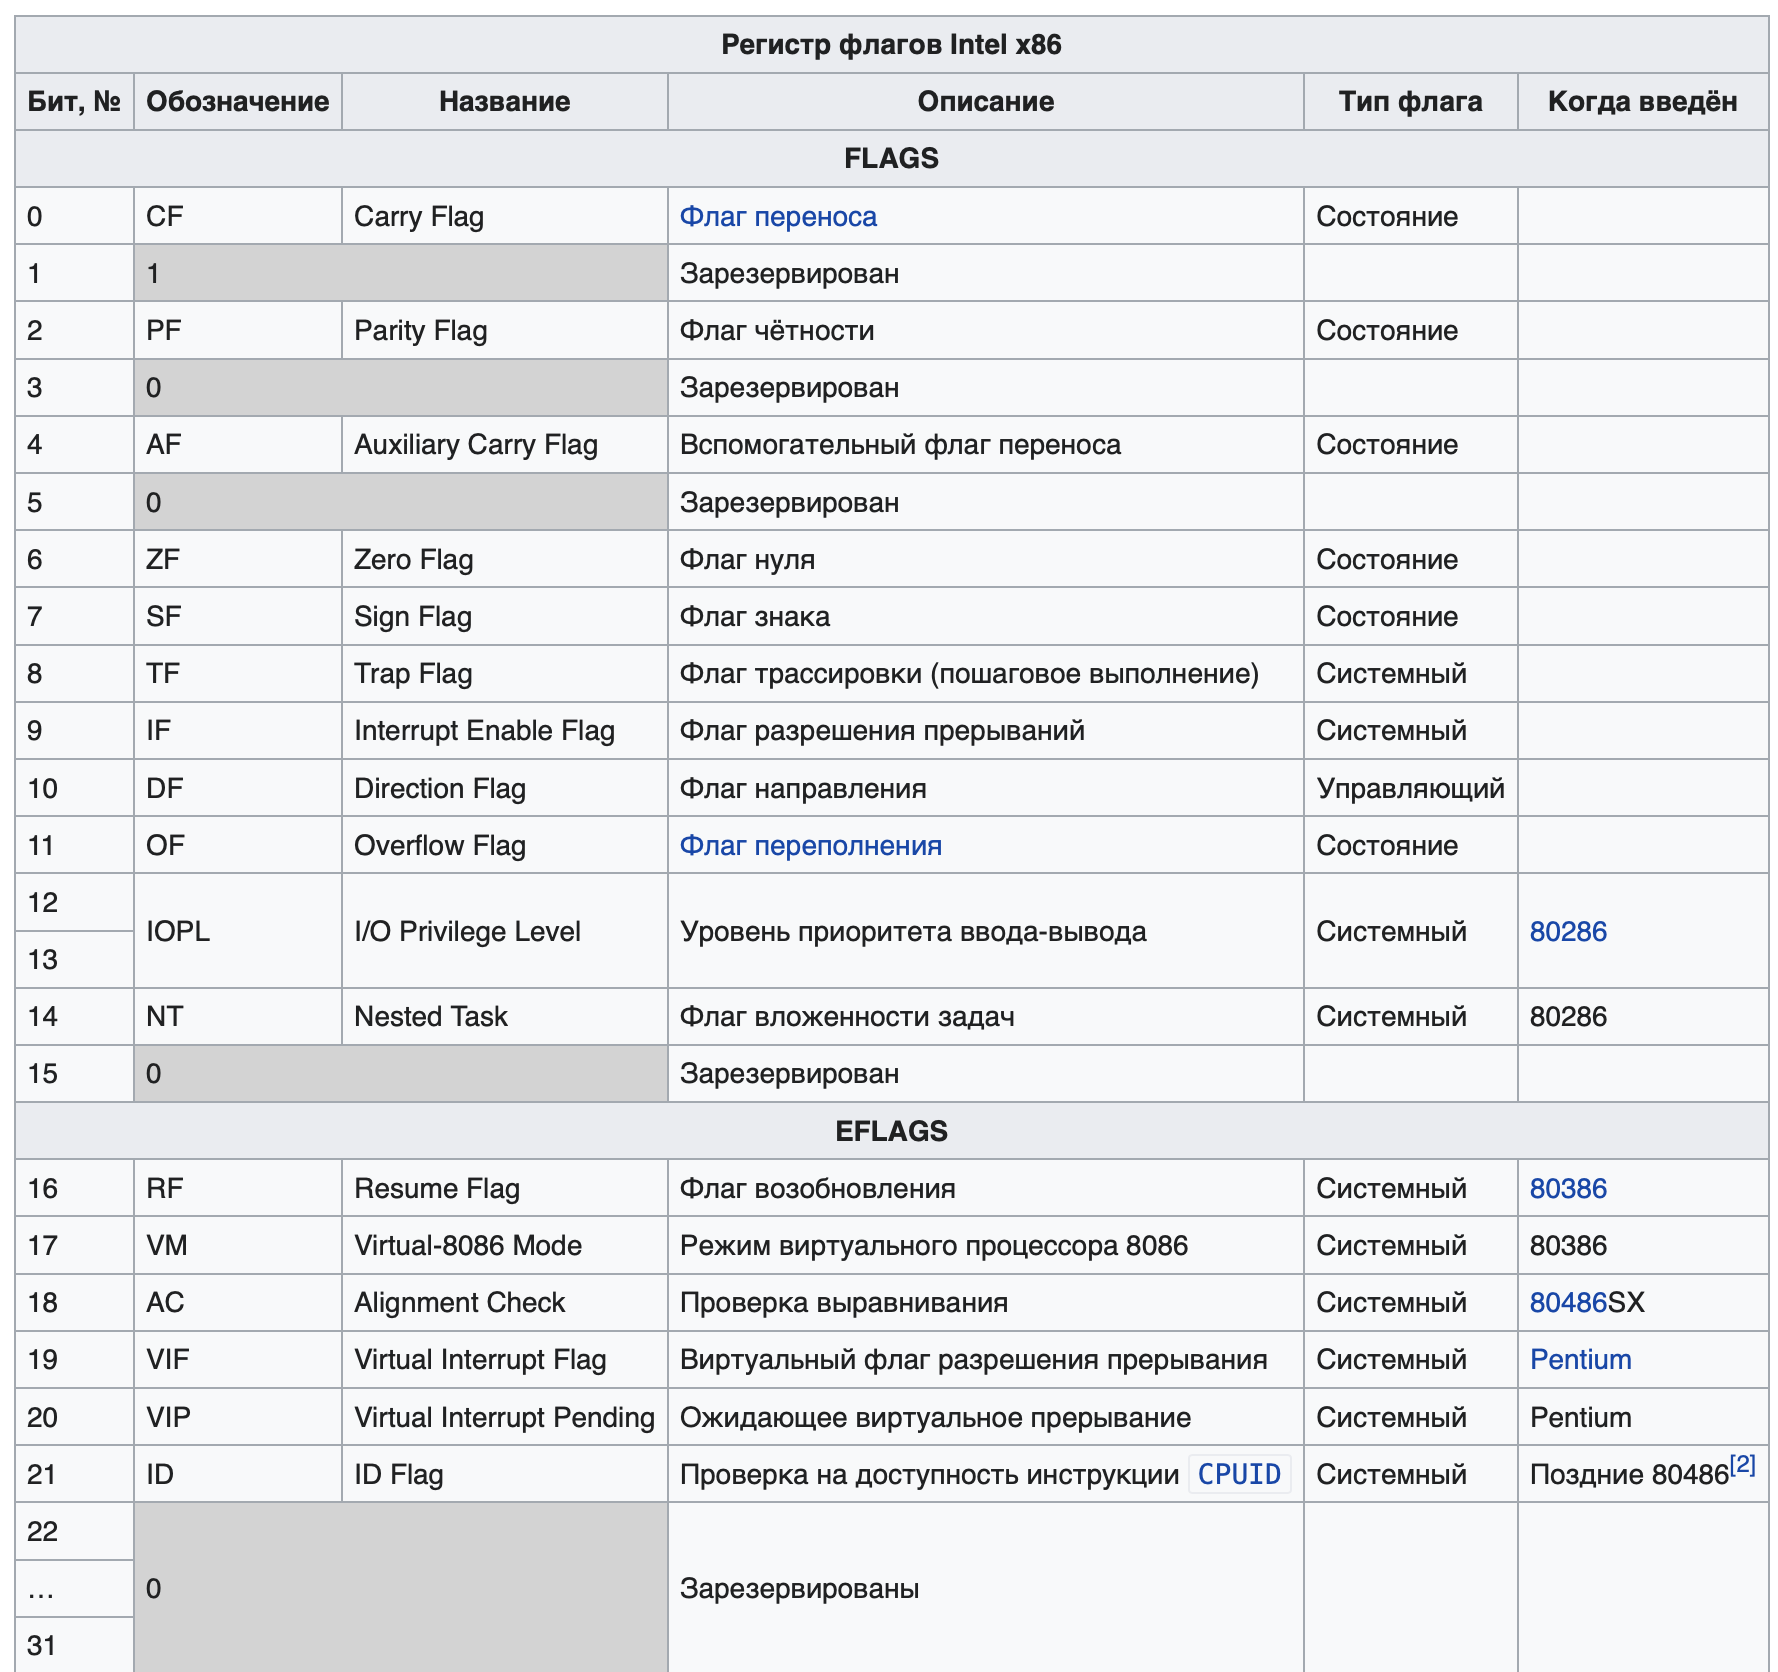 Регистр флагов Intel x86
Бит, № Обозначение Название Описание Тип флага Когда введён
FLAGS
0 CF Carry Flag Флаг переноса Состояние
1 1 Зарезервирован
2 PF Parity Flag Флаг чётности Состояние
3 0 Зарезервирован
4 AF Auxiliary Carry Flag Вспомогательный флаг переноса Состояние
5 0 Зарезервирован
6 ZF Zero Flag Флаг нуля Состояние
7 SF Sign Flag Флаг знака Состояние
8 TF Trap Flag Флаг трассировки (пошаговое выполнение) Системный
9 IF Interrupt Enable Flag Флаг разрешения прерываний Системный
10 DF Direction Flag Флаг направления Управляющий
11 OF Overflow Flag Флаг переполнения Состояние
12
IOPL I/O Privilege Level Уровень приоритета ввода-вывода Системный 80286
13
14 NT Nested Task Флаг вложенности задач Системный 80286
15 0 Зарезервирован
EFLAGS
16 RF Resume Flag Флаг возобновления Системный 80386
17 VM Virtual-8086 Mode Режим виртуального процессора 8086 Системный 80386
18 AC Alignment Check Проверка выравнивания Системный 80486SX
19 VIF Virtual Interrupt Flag Виртуальный флаг разрешения прерывания Системный Pentium
20 VIP Virtual Interrupt Pending Ожидающее виртуальное прерывание Системный Pentium
21 ID ID Flag Проверка на доступность инструкции CPUID Системный Поздние 80486[2]
22
... 0 Зарезервированы
31